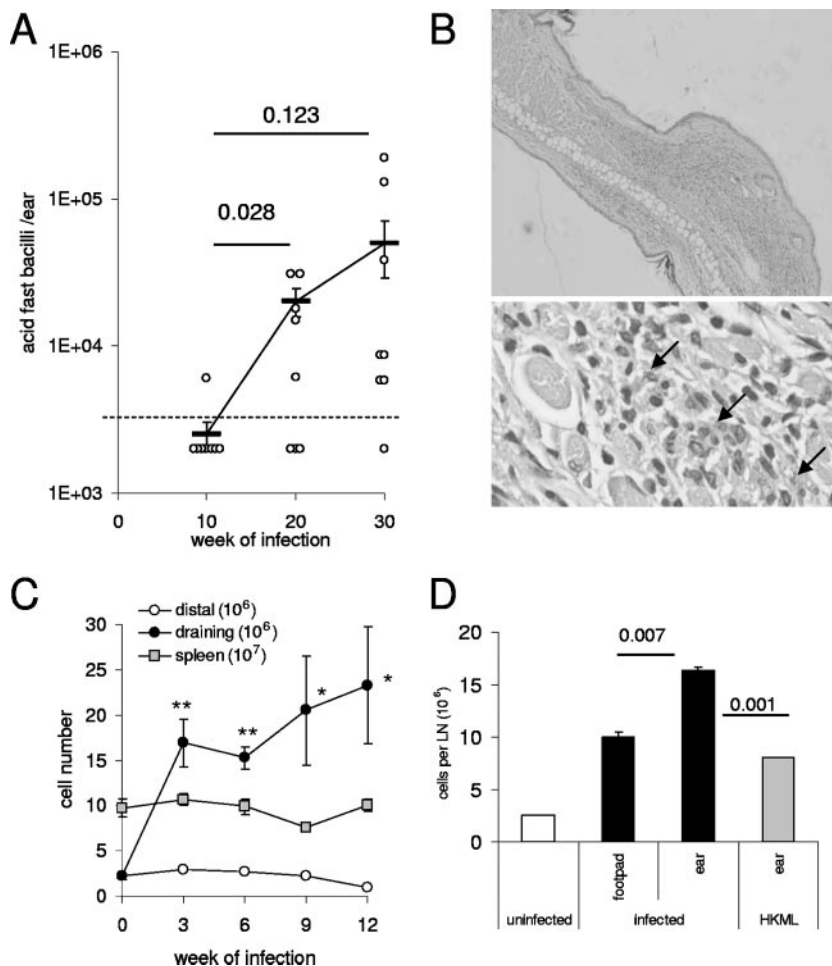 A
1E+06
1E+05
1E+04
1E+03
acid fast bacilli /ear
0.123
0.028
0
10
20
30
week of infection
B
C
distal (10⁶)
draining (10⁶)
spleen (10⁷)
30
25
20
15
10
5
2
0
cell number
**
**
*
*
0
3
6
9
12
week of infection
D
20
15
10
5
0
cells per LN (10⁶)
0.007
0.001
footpad
ear
ear
uninfected
infected
HKML